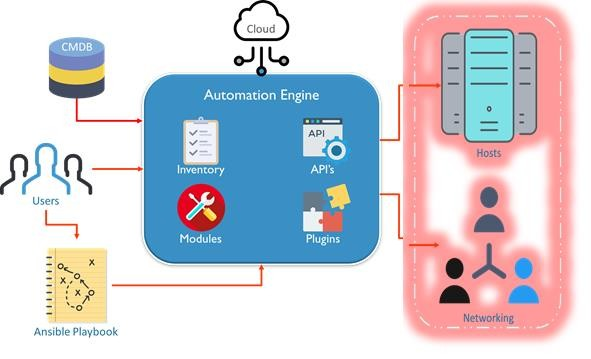 Cloud
CMDB
Automation Engine
API
Inventory
API's
Hosts
Users
Modules
Plugins
Ansible Playbook
Networking